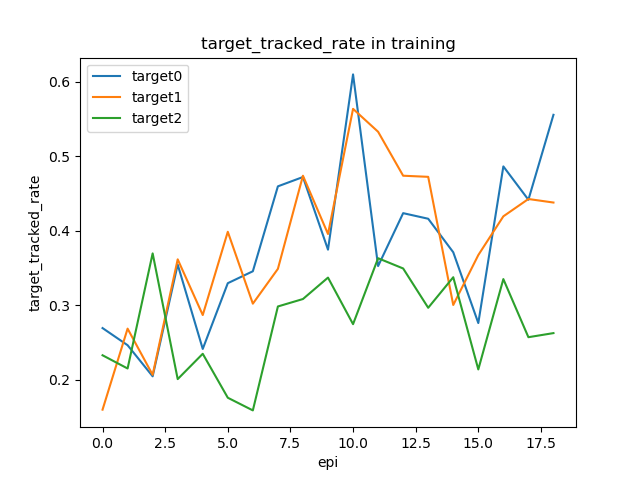 target_tracked_rate in training
target0
target1
target2
target_tracked_rate
0.6
0.5
0.4
0.3
0.2
0.0 2.5 5.0 7.5 10.0 12.5 15.0 17.5
epi